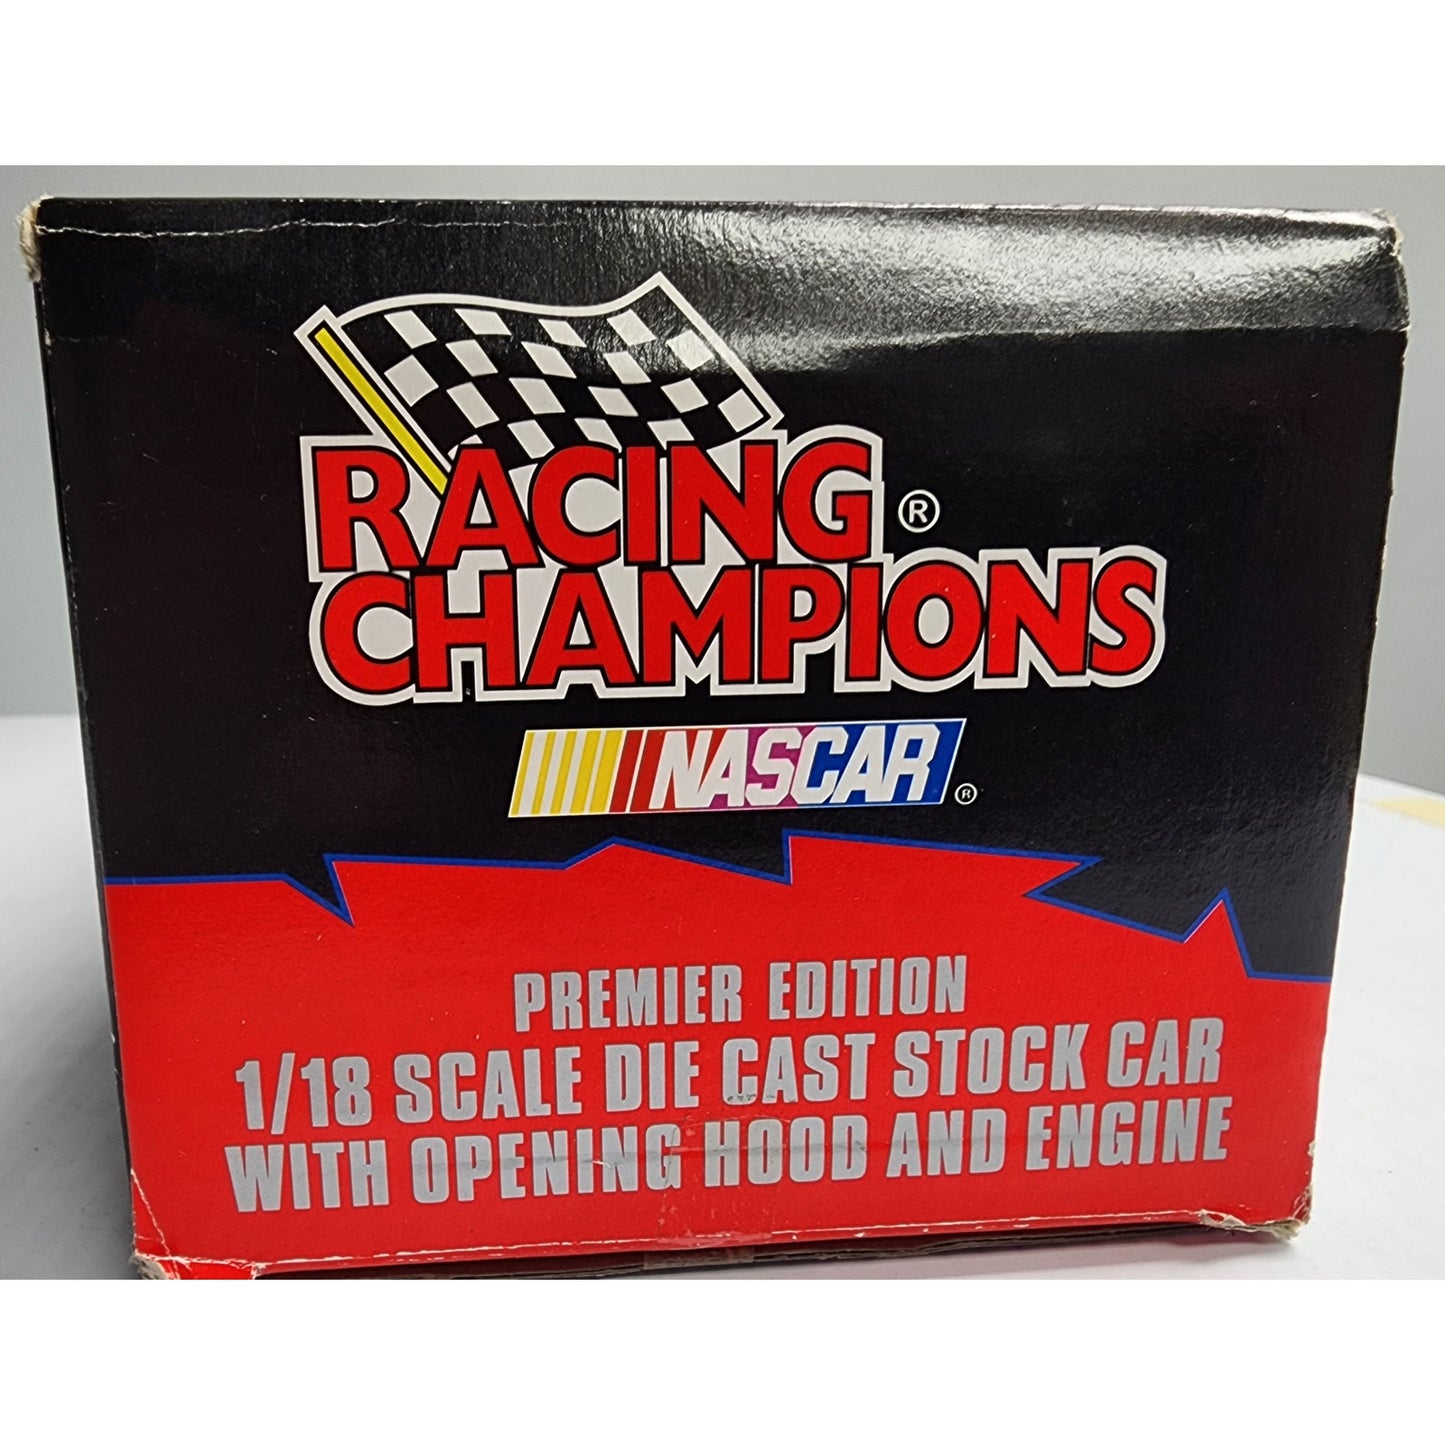 RACING ®
CHAMPIONS
NASCAR ®
PREMIER EDITION
1/18 SCALE DIE CAST STOCK CAR
WITH OPENING HOOD AND ENGINE